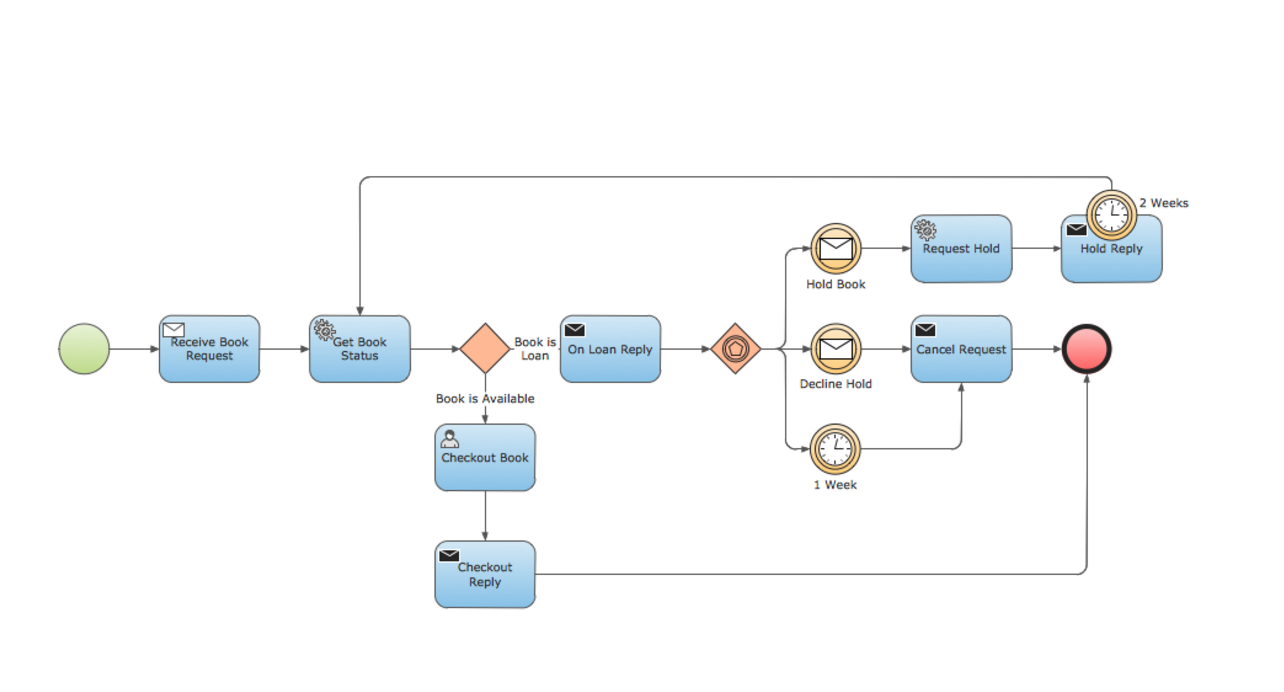 2 Weeks
Hold Book
Request Hold
Hold Reply
Receive Book
Request
Get Book
Status
Book is
Loan
On Loan Reply
Decline Hold
Cancel Request
Book is Available
Checkout Book
1 Week
Checkout
Reply